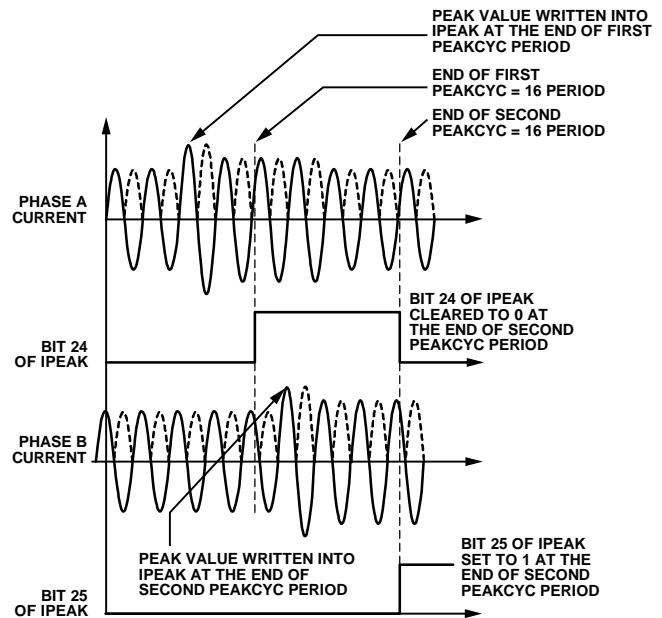 PEAK VALUE WRITTEN INTO
IPEAK AT THE END OF FIRST
PEAKCYC PERIOD
END OF FIRST
PEAKCYC = 16 PERIOD
END OF SECOND
PEAKCYC = 16 PERIOD
PHASE A
CURRENT
BIT 24 OF IPEAK
CLEARED TO 0 AT
THE END OF SECOND
PEAKCYC PERIOD
BIT 24
OF IPEAK
PHASE B
CURRENT
PEAK VALUE WRITTEN INTO
IPEAK AT THE END OF
SECOND PEAKCYC PERIOD
BIT 25 OF IPEAK
SET TO 1 AT THE
END OF SECOND
PEAKCYC PERIOD
BIT 25
OF IPEAK